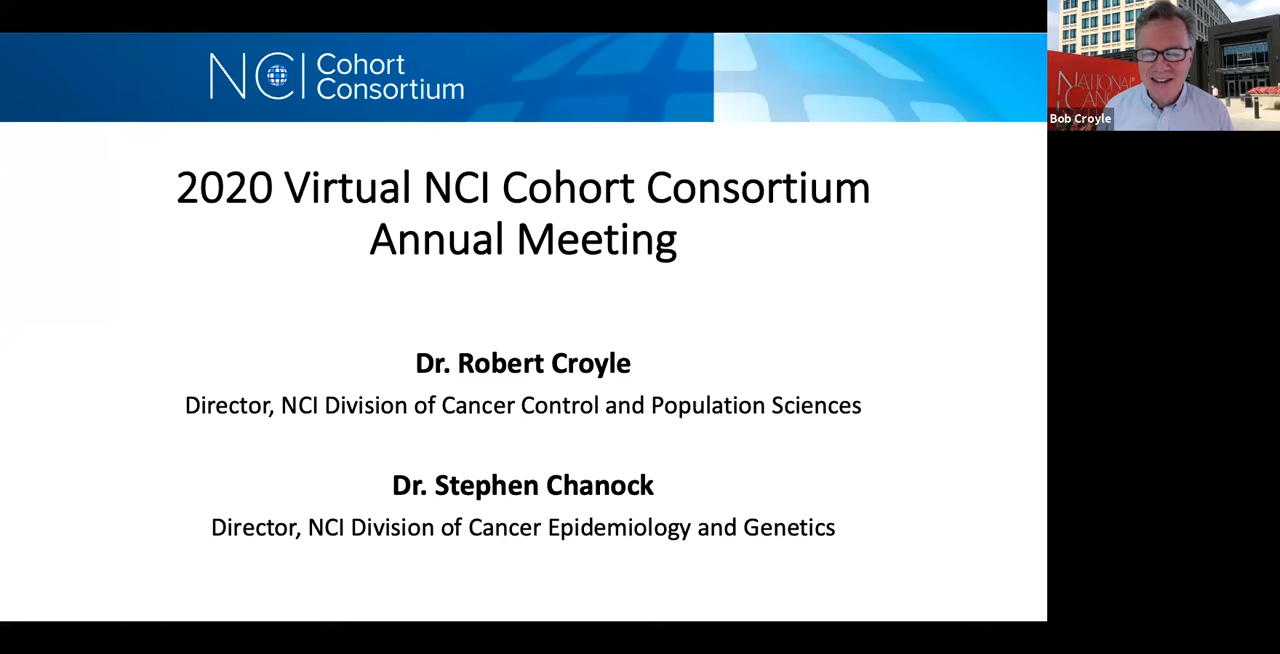 NCI Cohort
Consortium
2020 Virtual NCI Cohort Consortium
Annual Meeting
Dr. Robert Croyle
Director, NCI Division of Cancer Control and Population Sciences
Dr. Stephen Chanock
Director, NCI Division of Cancer Epidemiology and Genetics
NATIONAL
Bob Croyle